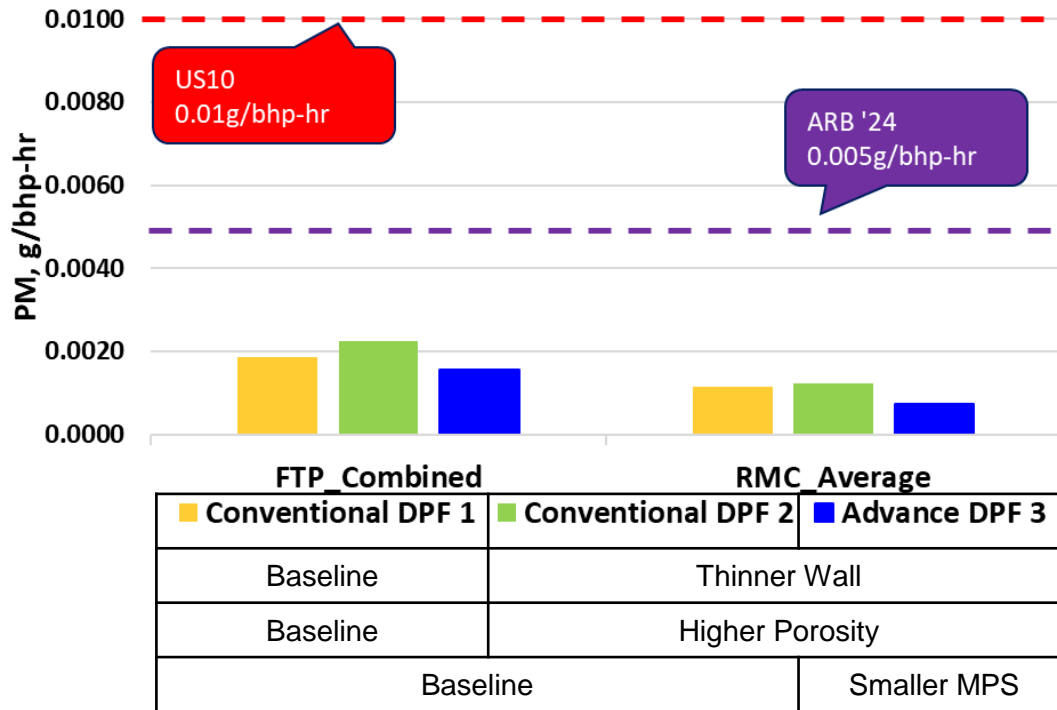 0.0100
US10
0.01g/bhp-hr
0.0080
ARB '24
0.005g/bhp-hr
0.0060
PM, g/bhp-hr
0.0040
0.0020
0.0000
FTP_Combined RMC_Average
Conventional DPF 1 Conventional DPF 2 Advance DPF 3
Baseline Thinner Wall
Baseline Higher Porosity
Baseline Smaller MPS